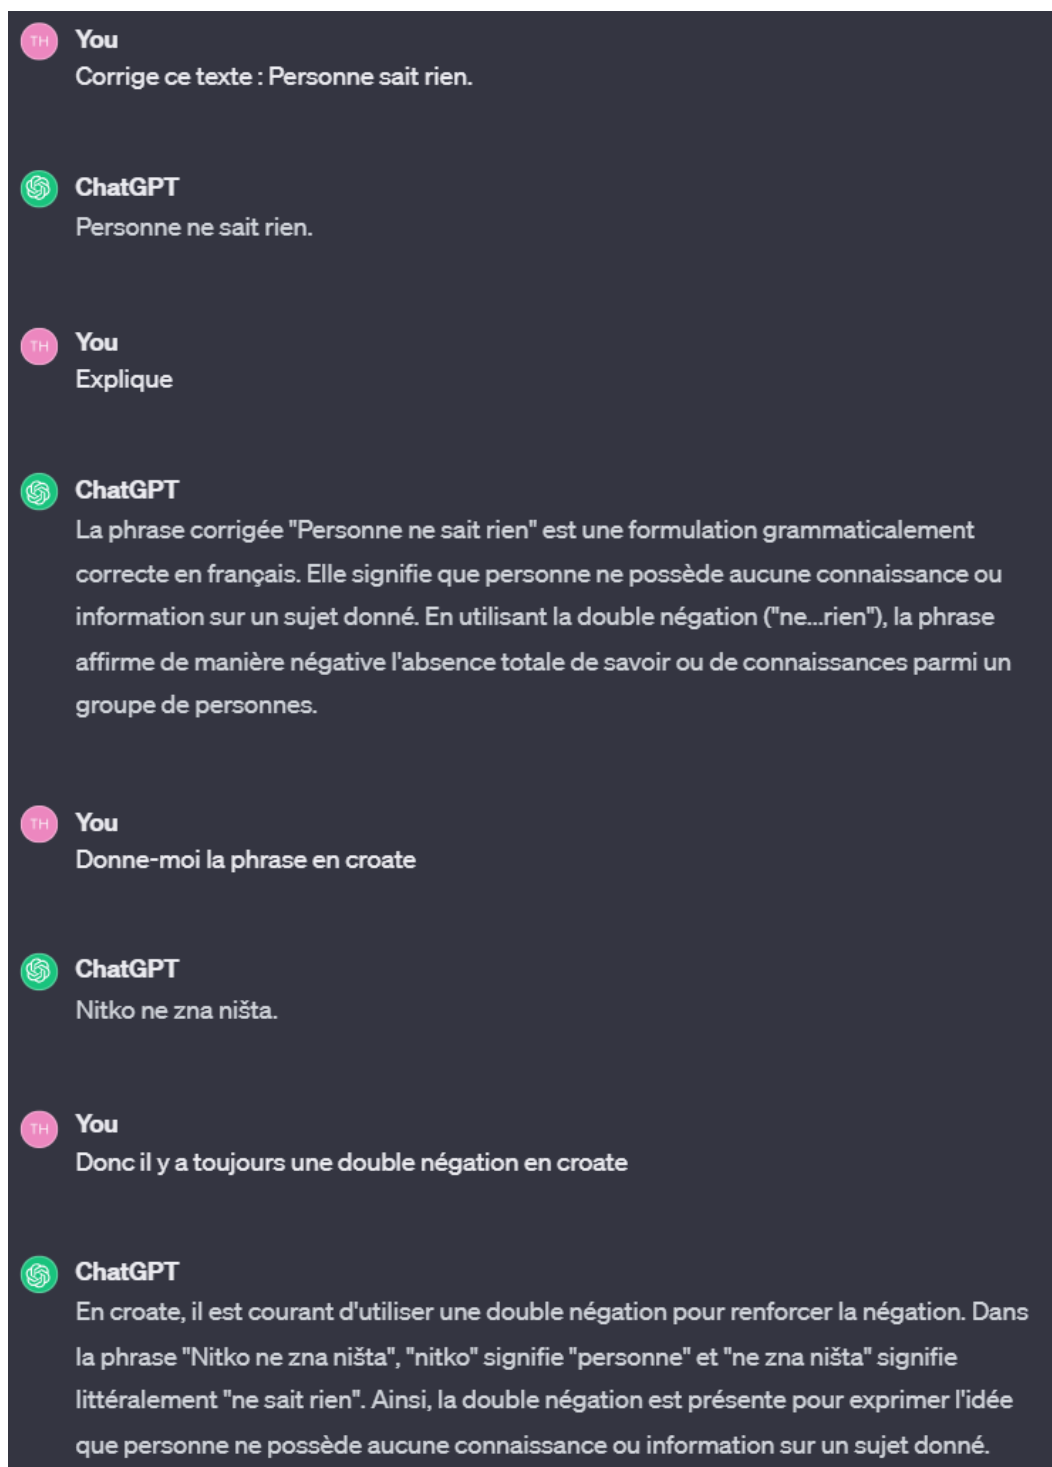 TH You
Corrige ce texte : Personne sait rien.
ChatGPT
Personne ne sait rien.
TH You
Explique
ChatGPT
La phrase corrigée "Personne ne sait rien" est une formulation grammaticalement
correcte en français. Elle signifie que personne ne possède aucune connaissance ou
information sur un sujet donné. En utilisant la double négation ("ne...rien"), la phrase
affirme de manière négative l'absence totale de savoir ou de connaissances parmi un
groupe de personnes.
TH You
Donne-moi la phrase en croate
ChatGPT
Nitko ne zna ništa.
TH You
Donc il y a toujours une double négation en croate
ChatGPT
En croate, il est courant d'utiliser une double négation pour renforcer la négation. Dans
la phrase "Nitko ne zna ništa", "nitko" signifie "personne" et "ne zna ništa" signifie
littéralement "ne sait rien". Ainsi, la double négation est présente pour exprimer l'idée
que personne ne possède aucune connaissance ou information sur un sujet donné.